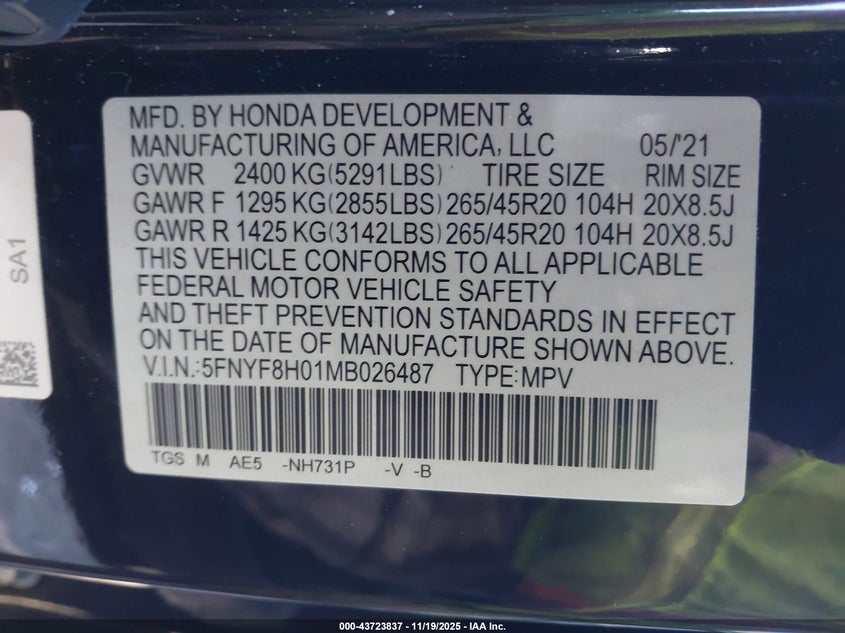 MFD. BY HONDA DEVELOPMENT &
MANUFACTURING OF AMERICA, LLC 05/'21
GVWR 2400 KG(5291LBS) TIRE SIZE RIM SIZE
GAWR F 1295 KG(2855LBS) 265/45R20 104H 20X8.5J
GAWR R 1425 KG(3142LBS) 265/45R20 104H 20X8.5J
THIS VEHICLE CONFORMS TO ALL APPLICABLE
FEDERAL MOTOR VEHICLE SAFETY
AND THEFT PREVENTION STANDARDS IN EFFECT
ON THE DATE OF MANUFACTURE SHOWN ABOVE.
V.I.N.:5FNYF8H01MB026487 TYPE:MPV
TGS M AE5 -NH731P -V -B
SA1
000-43723837 - 11/19/2025 - IAA Inc.